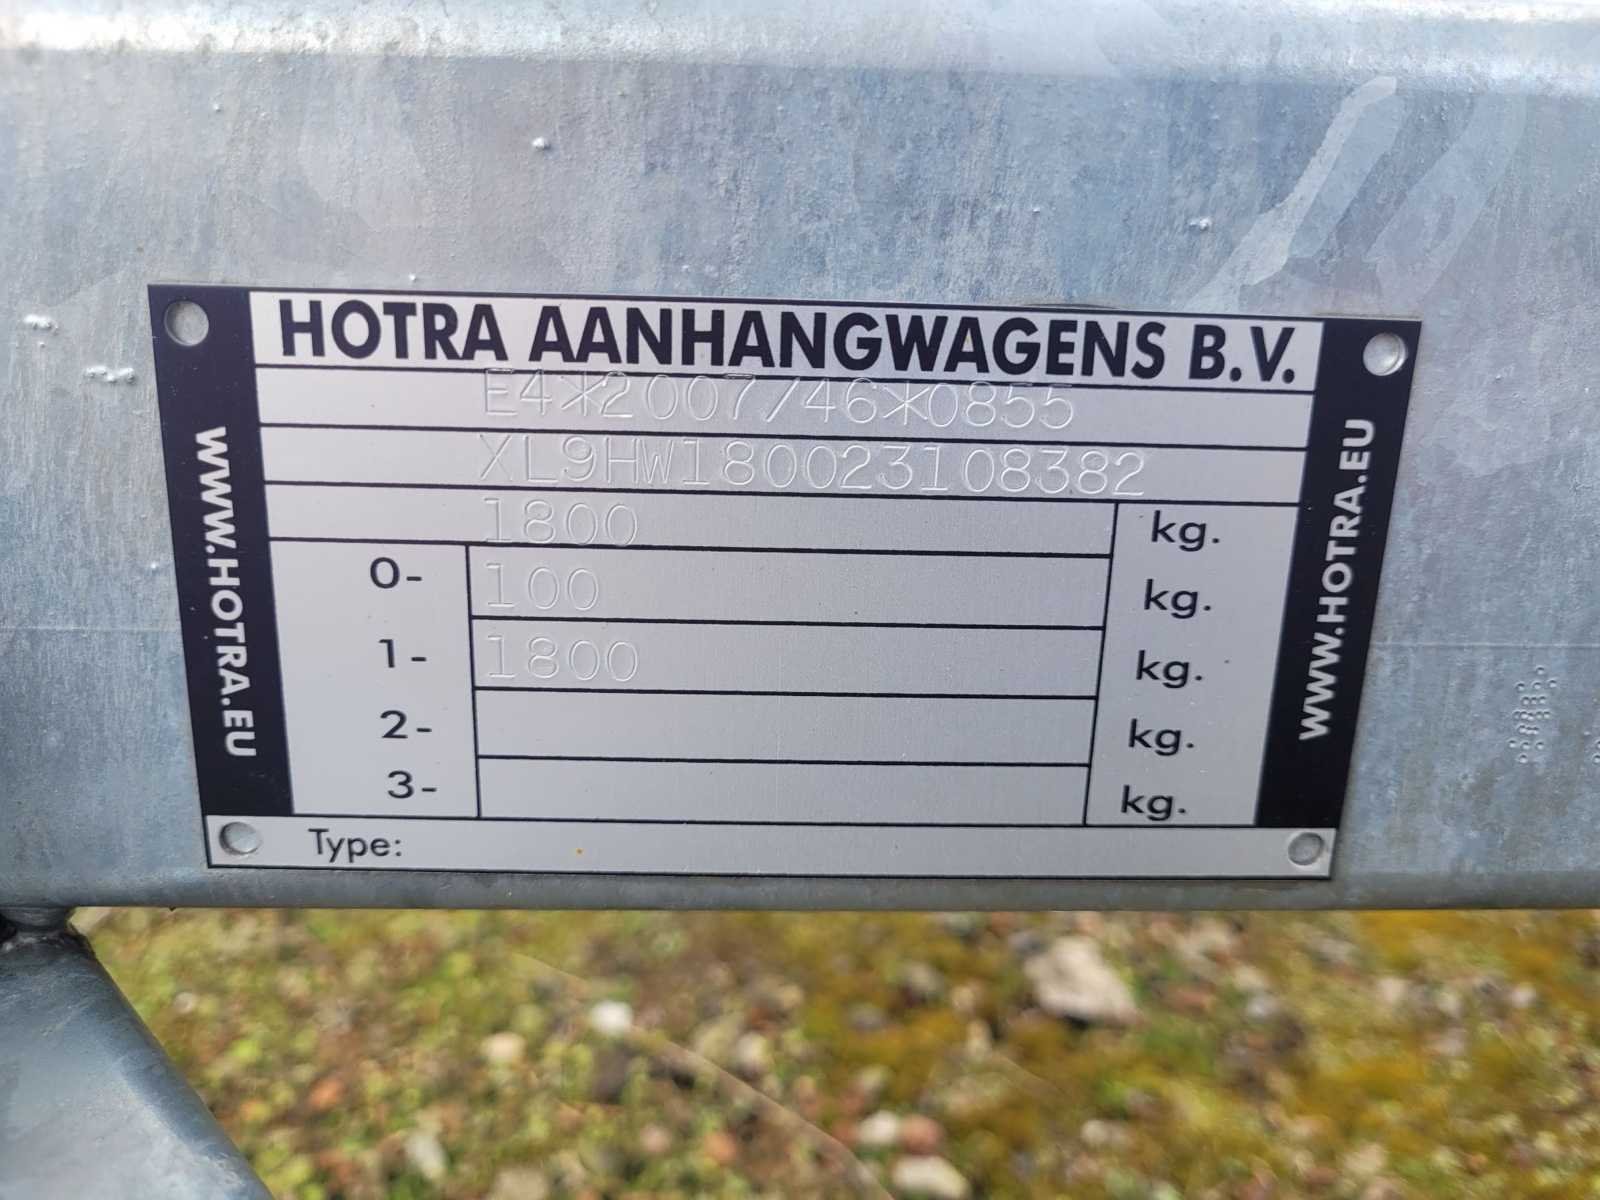 HOTRA AANHANGWAGENS B.V.
E4*2007/46*0855
XL9HW180023108382
1800 kg.
0- 100 kg.
1- 1800 kg.
2- kg.
3- kg.
Type:
WWW.HOTRA.EU
WWW.HOTRA.EU